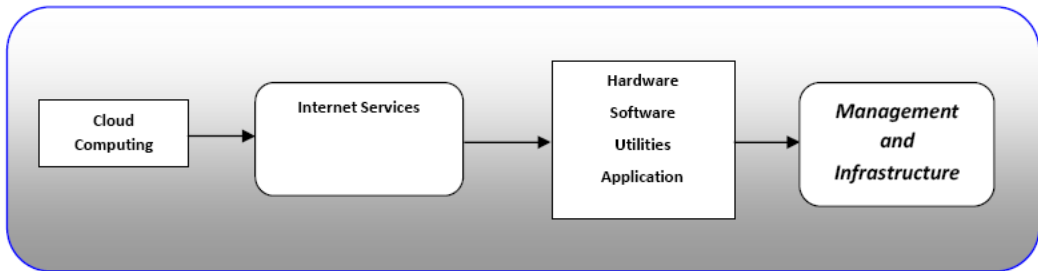 Cloud
Computing
Internet Services
Hardware
Software
Utilities
Application
Management
and
Infrastructure